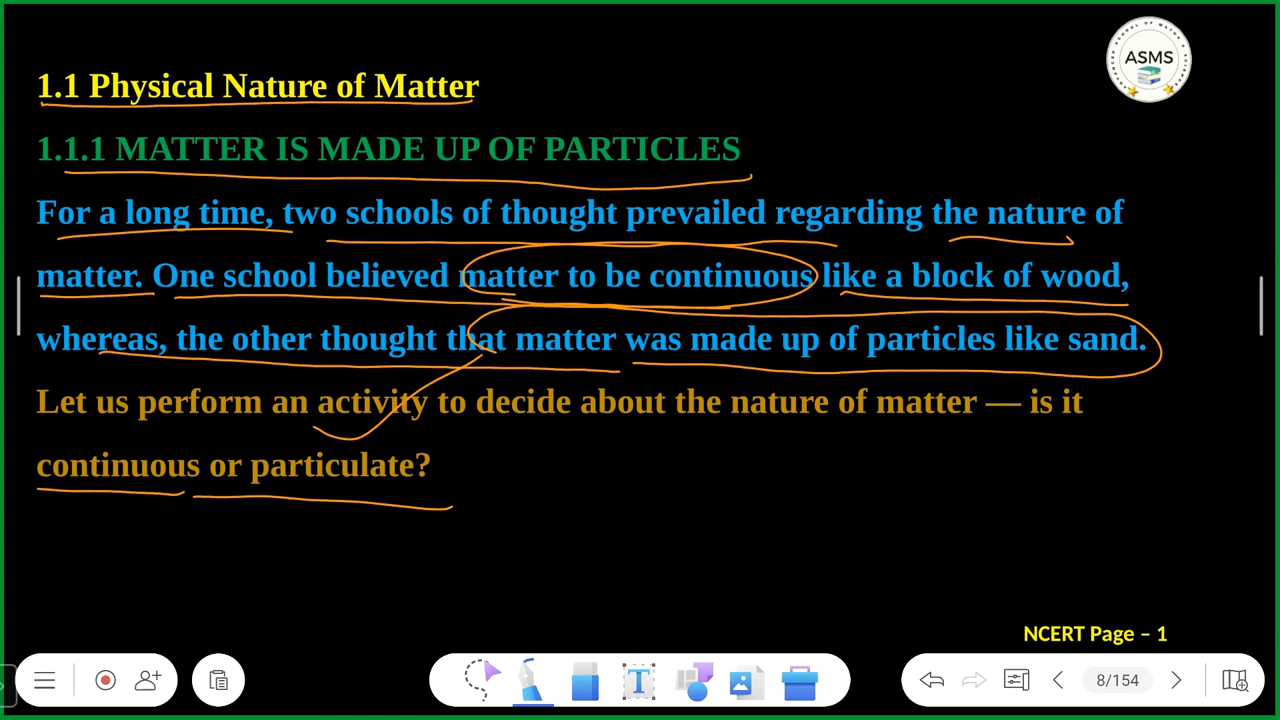 ASMS
1.1 Physical Nature of Matter
1.1.1 MATTER IS MADE UP OF PARTICLES
For a long time, two schools of thought prevailed regarding the nature of
matter. One school believed matter to be continuous like a block of wood,
whereas, the other thought that matter was made up of particles like sand.
Let us perform an activity to decide about the nature of matter — is it
continuous or particulate?
NCERT Page – 1
8/154